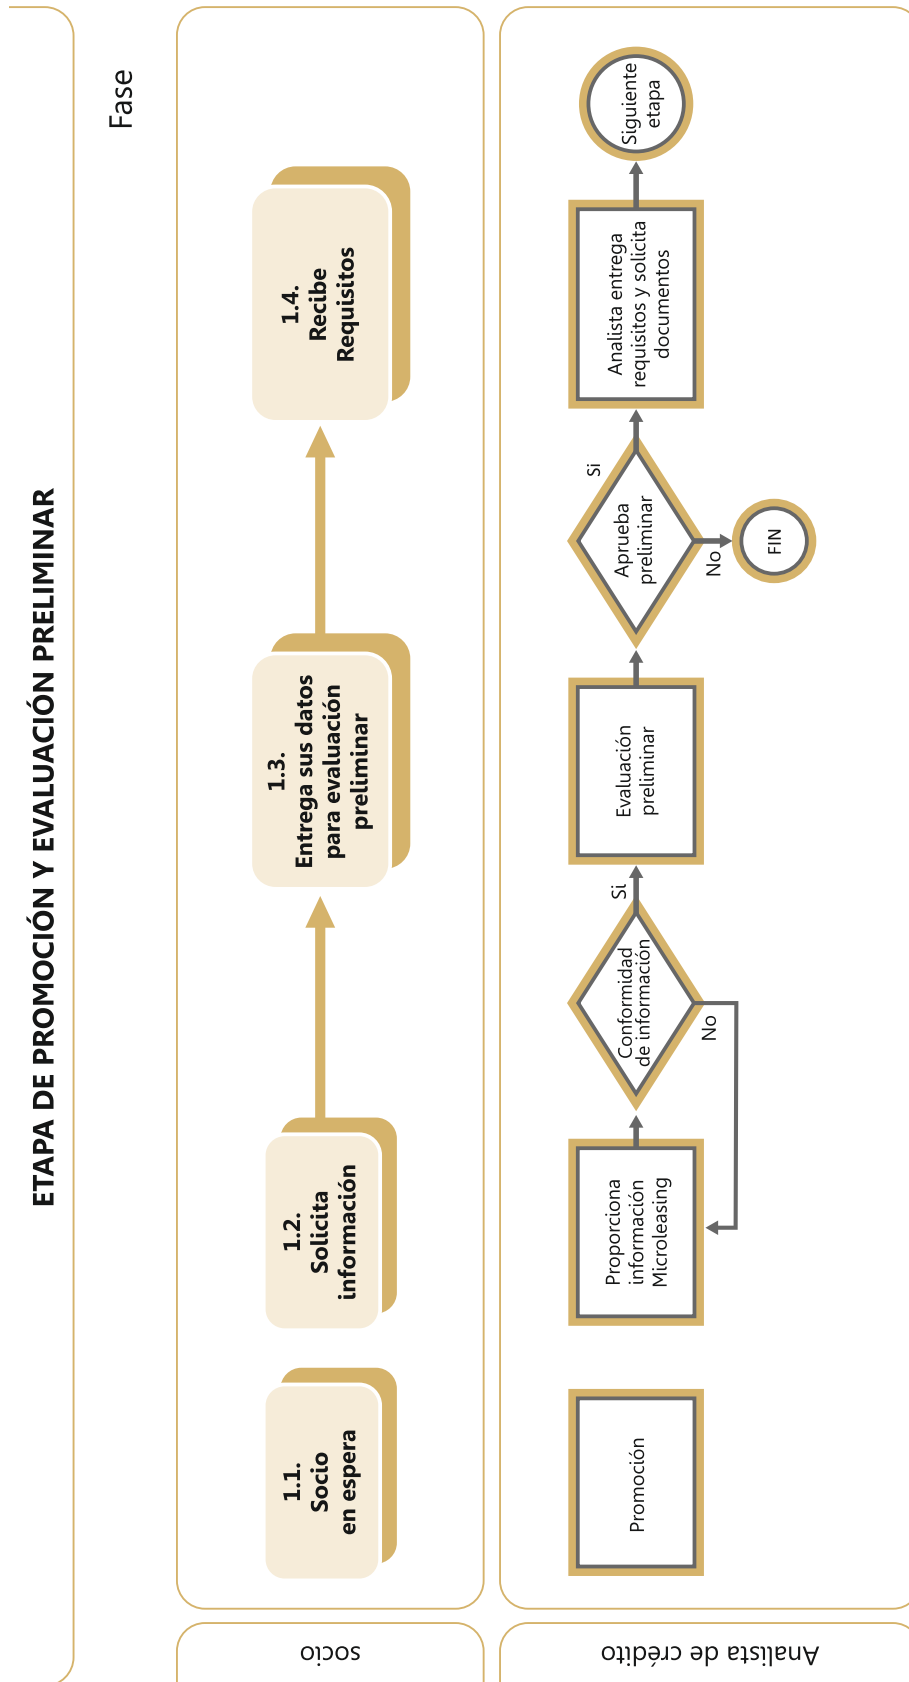 ETAPA DE PROMOCIÓN Y EVALUACIÓN PRELIMINAR
Fase
socio
1.1.
Socio
en espera
1.2.
Solicita
información
1.3.
Entrega sus datos
para evaluación
preliminar
1.4.
Recibe
Requisitos
Analista de crédito
Promoción
Proporciona
información
Microleasing
Conformidad
de información
No
Si
Evaluación
preliminar
Aprueba
preliminar
No
FIN
Si
Analista entrega
requisitos y solicita
documentos
Siguiente
etapa